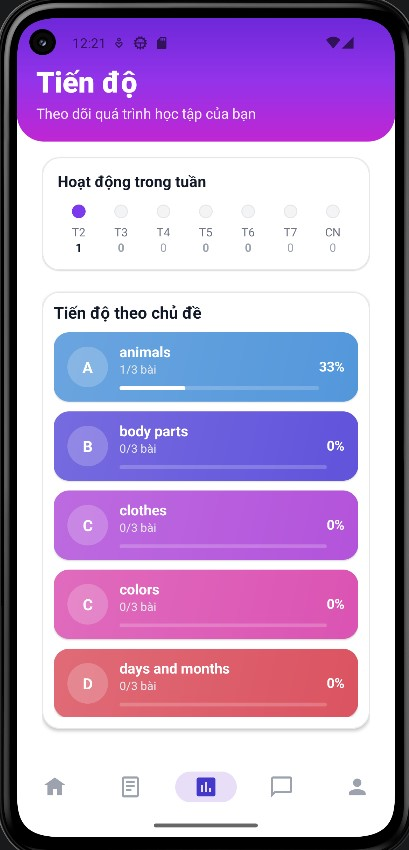 12:21
Tiến độ
Theo dõi quá trình học tập của bạn
Hoạt động trong tuần
T2 T3 T4 T5 T6 T7 CN
1 0 0 0 0 0 0
Tiến độ theo chủ đề
A
animals
1/3 bài
33%
B
body parts
0/3 bài
0%
C
clothes
0/3 bài
0%
C
colors
0/3 bài
0%
D
days and months
0/3 bài
0%